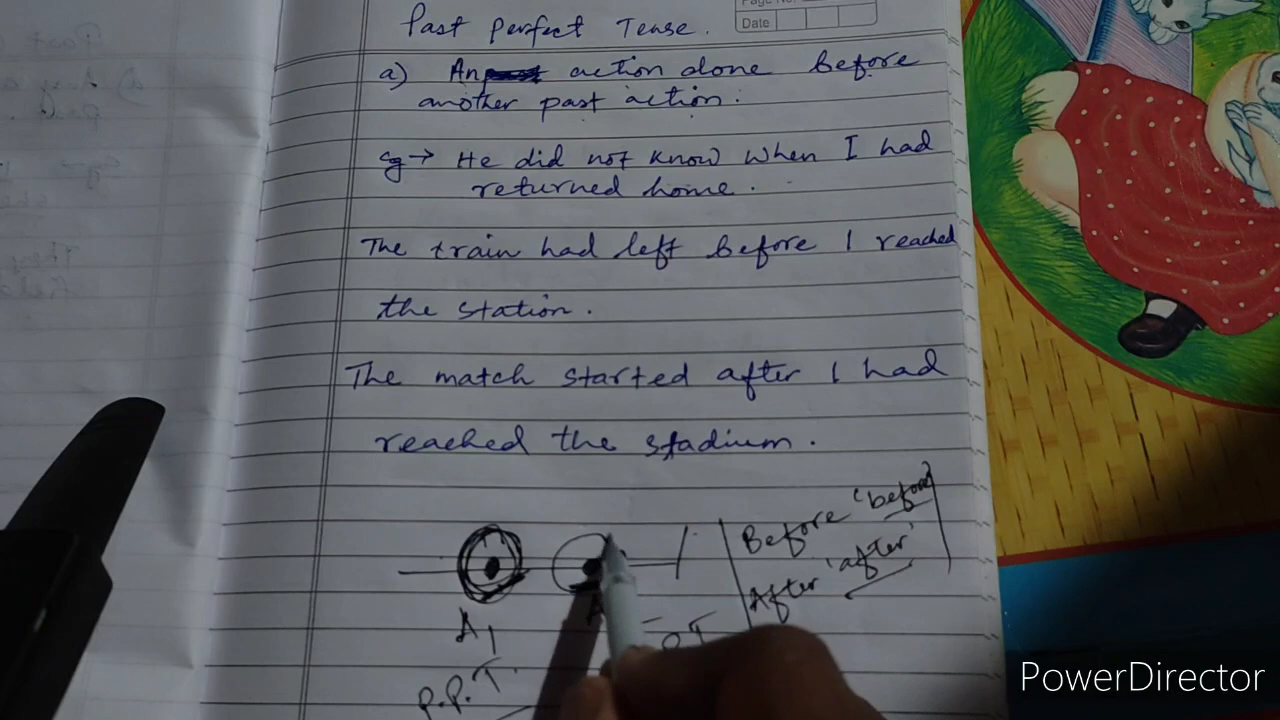 Page No.
Date
Past Perfect Tense.
a) An action done before
another past action.
eg → He did not know when I had
returned home.
The train had left before I reached
the station.
The match started after I had
reached the stadium.
Before 'before'
After 'after'
A1
P.P.T.
P.T
PowerDirector